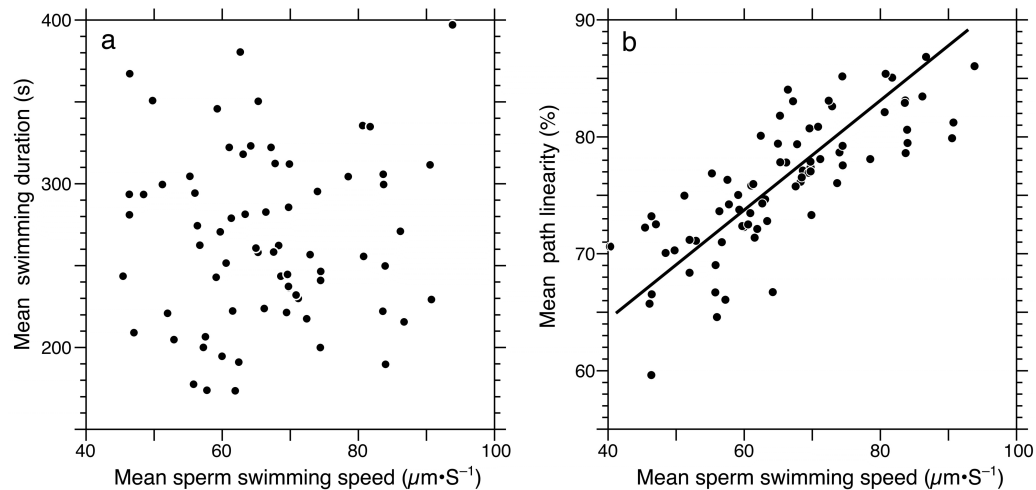 a
400
300
200
40
60
80
100
Mean swimming duration (s)
Mean sperm swimming speed (µm•S⁻¹)
b
90
80
70
60
40
60
80
100
Mean path linearity (%)
Mean sperm swimming speed (µm•S⁻¹)